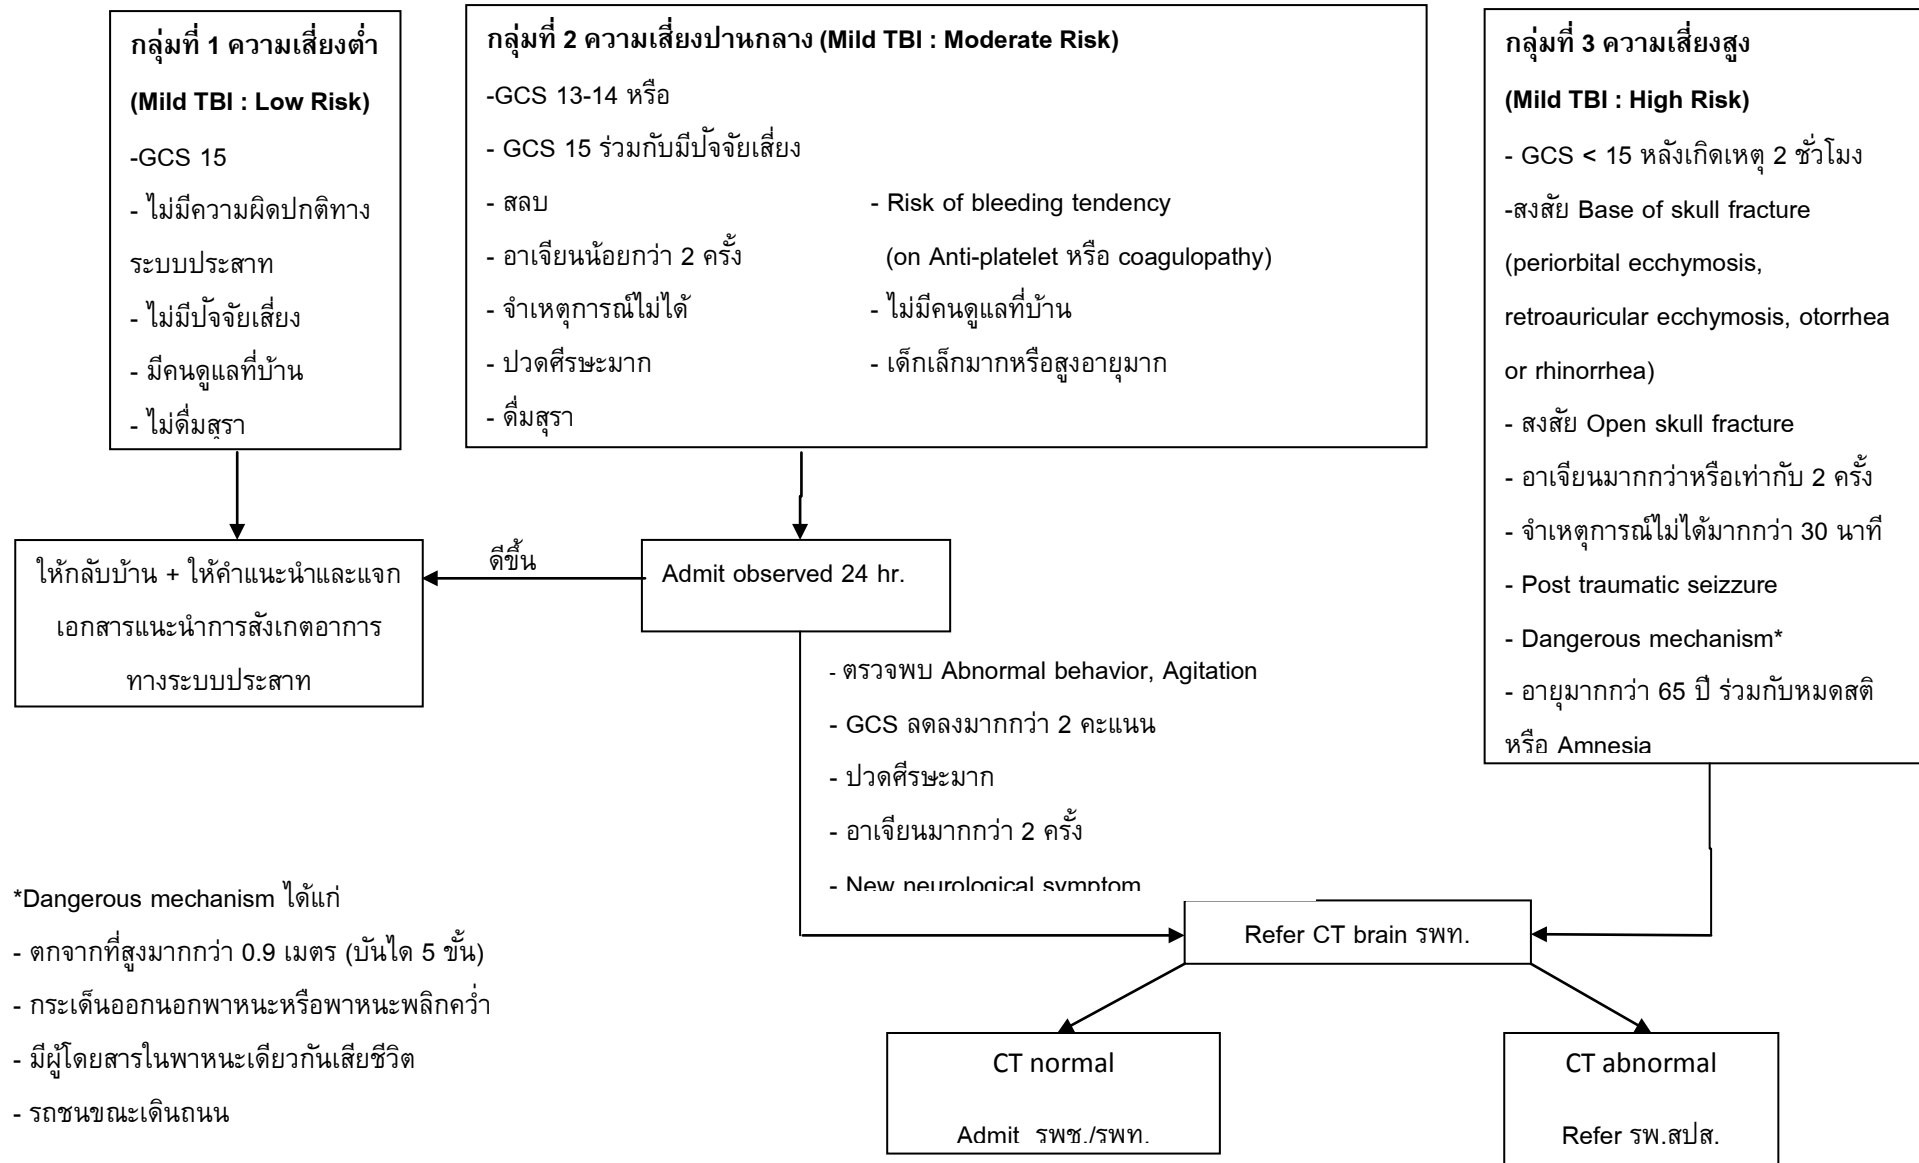 กลุ่มที่ 1 ความเสี่ยงต่ำ
(Mild TBI : Low Risk)
-GCS 15
- ไม่มีความผิดปกติทาง
ระบบประสาท
- ไม่มีปัจจัยเสี่ยง
- มีคนดูแลที่บ้าน
- ไม่ดื่มสุรา
กลุ่มที่ 2 ความเสี่ยงปานกลาง (Mild TBI : Moderate Risk)
-GCS 13-14 หรือ
- GCS 15 ร่วมกับมีปัจจัยเสี่ยง
- สลบ
- อาเจียนน้อยกว่า 2 ครั้ง
- จำเหตุการณ์ไม่ได้
- ปวดศีรษะมาก
- ดื่มสุรา
- Risk of bleeding tendency
(on Anti-platelet หรือ coagulopathy)
- ไม่มีคนดูแลที่บ้าน
- เด็กเล็กมากหรือสูงอายุมาก
กลุ่มที่ 3 ความเสี่ยงสูง
(Mild TBI : High Risk)
- GCS < 15 หลังเกิดเหตุ 2 ชั่วโมง
-สงสัย Base of skull fracture
(periorbital ecchymosis,
retroauricular ecchymosis, otorrhea
or rhinorrhea)
- สงสัย Open skull fracture
- อาเจียนมากกว่าหรือเท่ากับ 2 ครั้ง
- จำเหตุการณ์ไม่ได้มากกว่า 30 นาที
- Post traumatic seizzure
- Dangerous mechanism*
- อายุมากกว่า 65 ปี ร่วมกับหมดสติ
หรือ Amnesia
ให้กลับบ้าน + ให้คำแนะนำและแจก
เอกสารแนะนำการสังเกตอาการ
ทางระบบประสาท
ดีขึ้น
Admit observed 24 hr.
- ตรวจพบ Abnormal behavior, Agitation
- GCS ลดลงมากกว่า 2 คะแนน
- ปวดศีรษะมาก
- อาเจียนมากกว่า 2 ครั้ง
- New neurological symptom
*Dangerous mechanism ได้แก่
- ตกจากที่สูงมากกว่า 0.9 เมตร (บันได 5 ขั้น)
- กระเด็นออกนอกพาหนะหรือพาหนะพลิกคว่ำ
- มีผู้โดยสารในพาหนะเดียวกันเสียชีวิต
- รถชนขณะเดินถนน
Refer CT brain รพท.
CT normal
Admit รพช./รพท.
CT abnormal
Refer รพ.สปส.